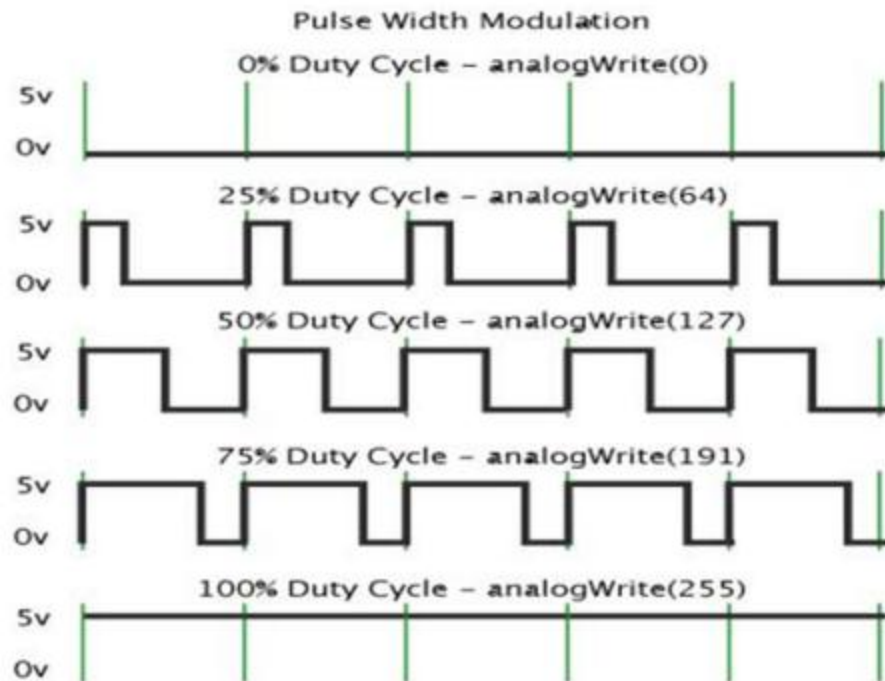 Pulse Width Modulation
0% Duty Cycle – analogWrite(0)
5v
0v
25% Duty Cycle – analogWrite(64)
5v
0v
50% Duty Cycle – analogWrite(127)
5v
0v
75% Duty Cycle – analogWrite(191)
5v
0v
100% Duty Cycle – analogWrite(255)
5v
0v